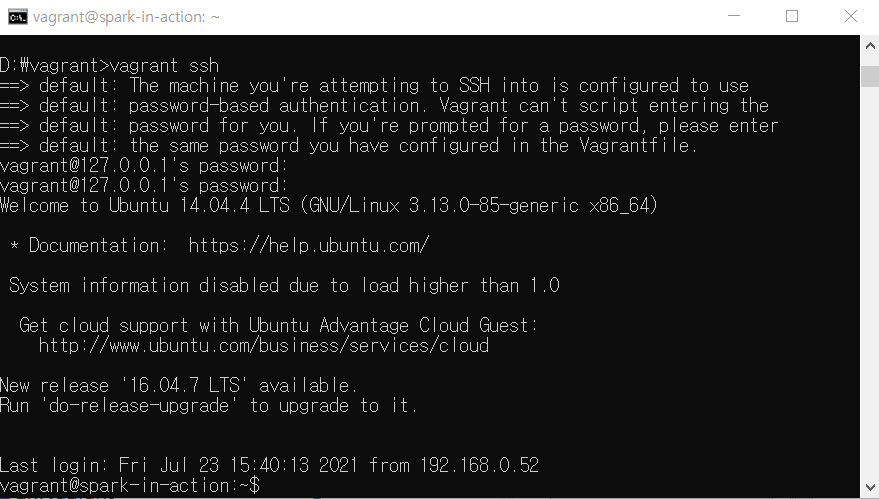 vagrant@spark-in-action: ~
D:\vagrant>vagrant ssh
==> default: The machine you're attempting to SSH into is configured to use
==> default: password-based authentication. Vagrant can't script entering the
==> default: password for you. If you're prompted for a password, please enter
==> default: the same password you have configured in the Vagrantfile.
vagrant@127.0.0.1's password:
vagrant@127.0.0.1's password:
Welcome to Ubuntu 14.04.4 LTS (GNU/Linux 3.13.0-85-generic x86_64)
* Documentation:  https://help.ubuntu.com/
System information disabled due to load higher than 1.0
Get cloud support with Ubuntu Advantage Cloud Guest:
http://www.ubuntu.com/business/services/cloud
New release '16.04.7 LTS' available.
Run 'do-release-upgrade' to upgrade to it.
Last login: Fri Jul 23 15:40:13 2021 from 192.168.0.52
vagrant@spark-in-action:~$